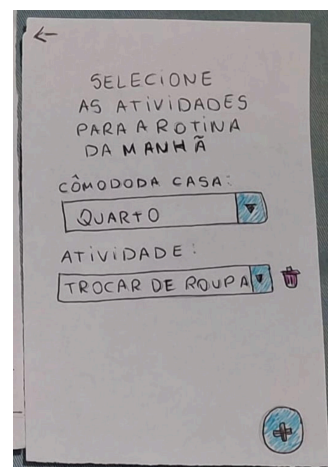 SELECIONE
AS ATIVIDADES
PARA A ROTINA
DA MANHÃ
CÔMODODA CASA:
QUARTO
ATIVIDADE:
TROCAR DE ROUPA